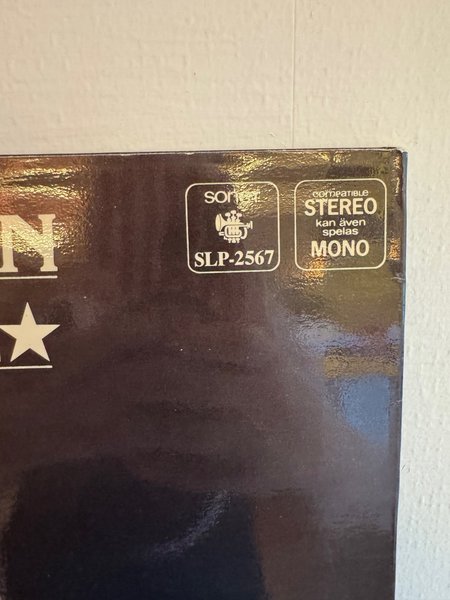 N
sonet
SLP-2567
compatible
STEREO
kan även
spelas
MONO